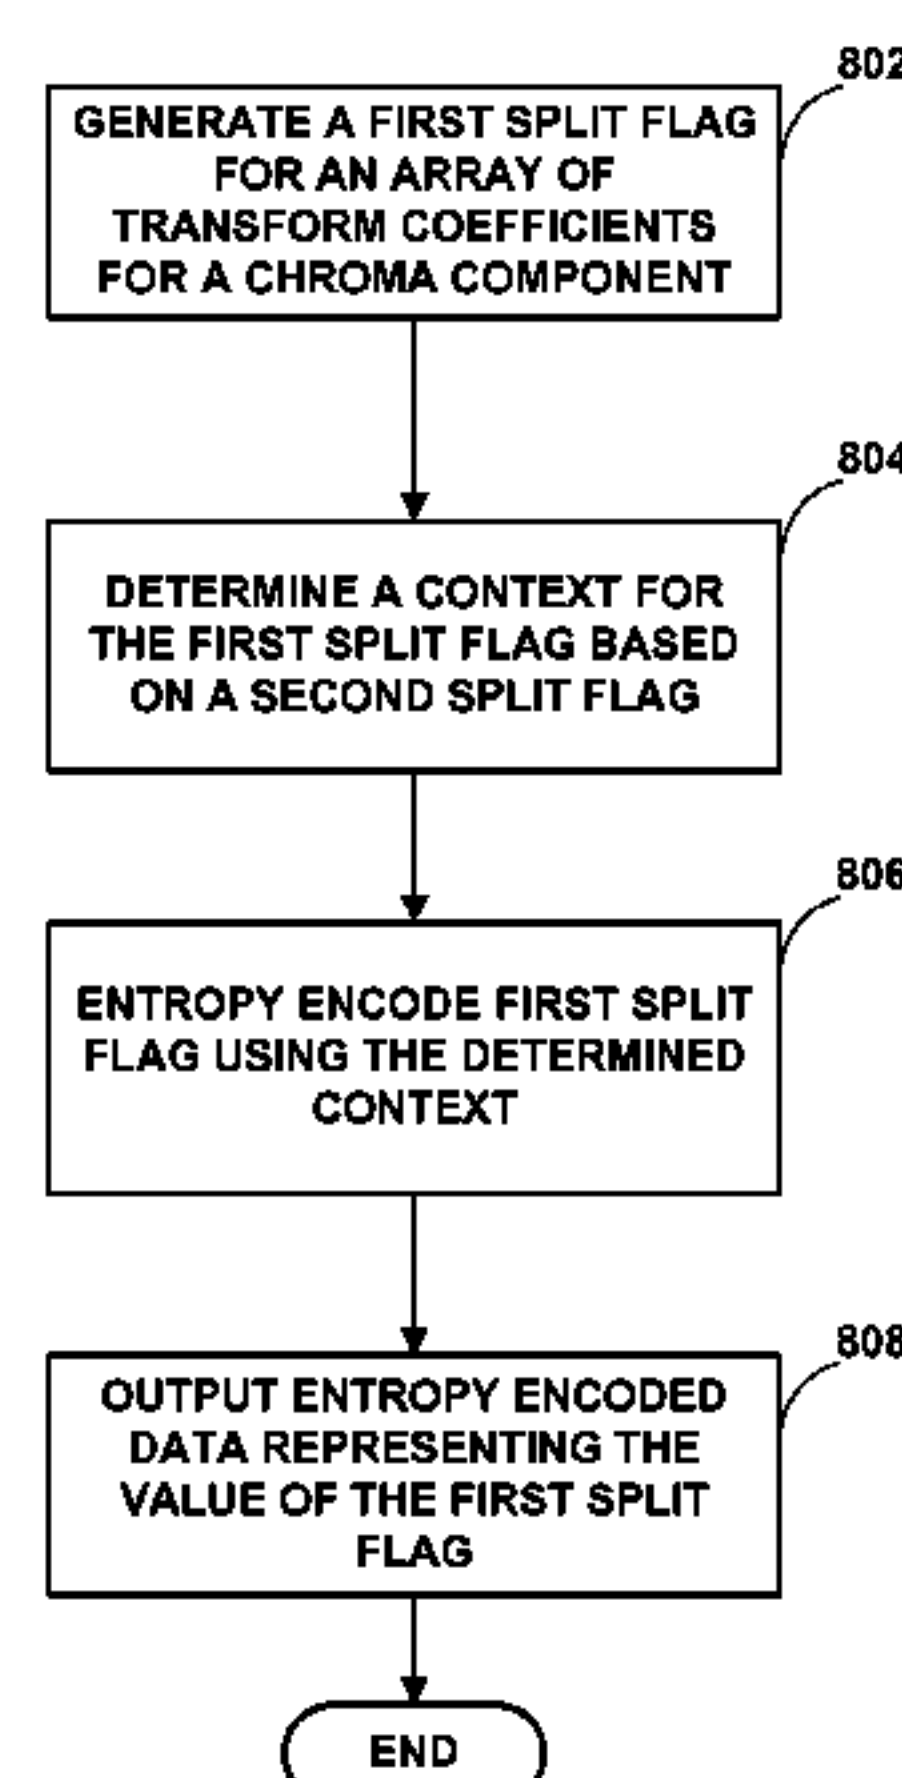 802
GENERATE A FIRST SPLIT FLAG
FOR AN ARRAY OF
TRANSFORM COEFFICIENTS
FOR A CHROMA COMPONENT
804
DETERMINE A CONTEXT FOR
THE FIRST SPLIT FLAG BASED
ON A SECOND SPLIT FLAG
806
ENTROPY ENCODE FIRST SPLIT
FLAG USING THE DETERMINED
CONTEXT
808
OUTPUT ENTROPY ENCODED
DATA REPRESENTING THE
VALUE OF THE FIRST SPLIT
FLAG
END